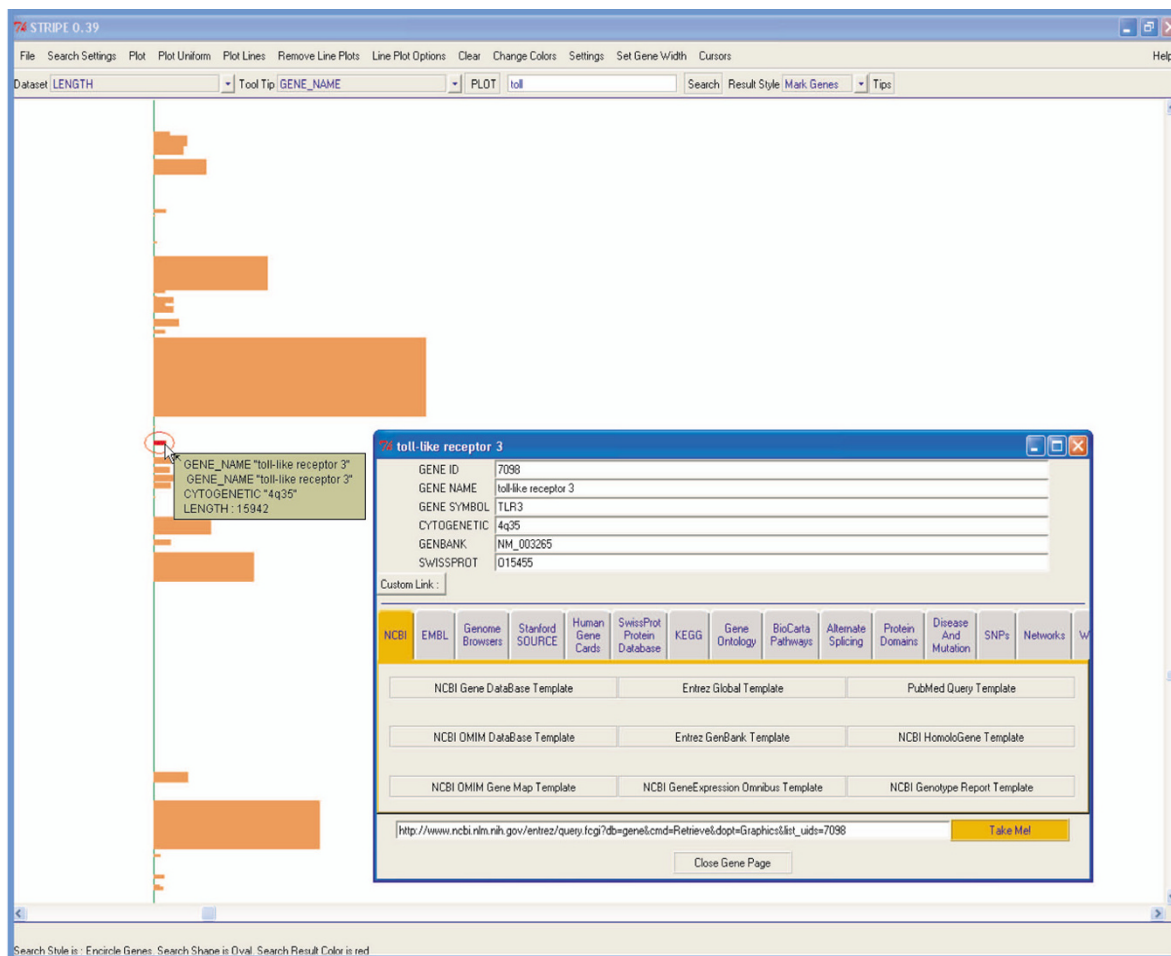 STRIPE 0.39
File Search Settings Plot Plot Uniform Plot Lines Remove Line Plots Line Plot Options Clear Change Colors Settings Set Gene Width Cursors Help
Dataset LENGTH Tool Tip GENE_NAME PLOT toll Search Result Style Mark Genes Tips
GENE_NAME "toll-like receptor 3"
GENE_NAME "toll-like receptor 3"
CYTOGENETIC "4q35"
LENGTH : 15942
toll-like receptor 3
GENE ID 7098
GENE NAME toll-like receptor 3
GENE SYMBOL TLR3
CYTOGENETIC 4q35
GENBANK NM_003265
SWISSPROT O15455
Custom Link :
NCBI EMBL Genome Browsers Stanford SOURCE Human Gene Cards SwissProt Protein Database KEGG Gene Ontology BioCarta Pathways Alternate Splicing Protein Domains Disease And Mutation SNPs Networks W
NCBI Gene DataBase Template Entrez Global Template PubMed Query Template
NCBI OMIM DataBase Template Entrez GenBank Template NCBI HomoloGene Template
NCBI OMIM Gene Map Template NCBI GeneExpression Omnibus Template NCBI Genotype Report Template
http://www.ncbi.nlm.nih.gov/entrez/query.fcgi?db=gene&cmd=Retrieve&dopt=Graphics&list_uids=7098 Take Me!
Close Gene Page
Search Style is : Encircle Genes. Search Shape is Oval. Search Result Color is red